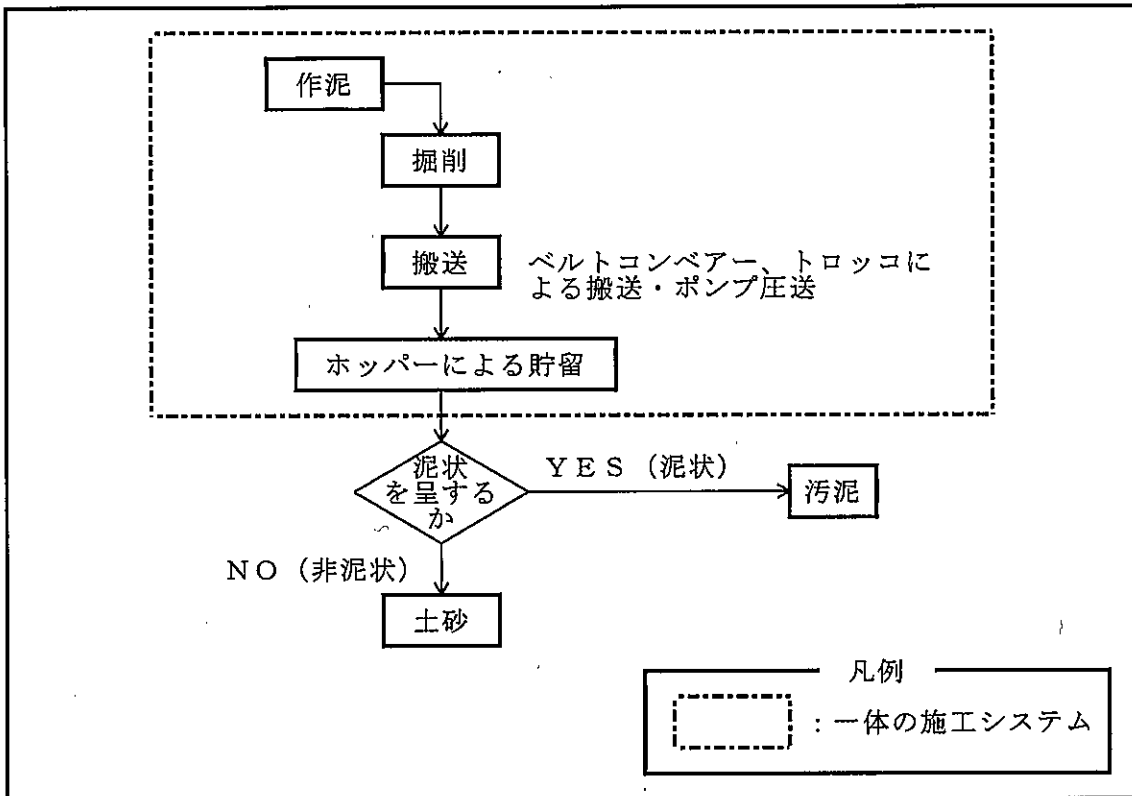 作泥
掘削
搬送
ベルトコンベアー、トロッコに
よる搬送・ポンプ圧送
ホッパーによる貯留
泥状
を呈する
か
YES（泥状）
汚泥
NO（非泥状）
土砂
凡例
：一体の施工システム